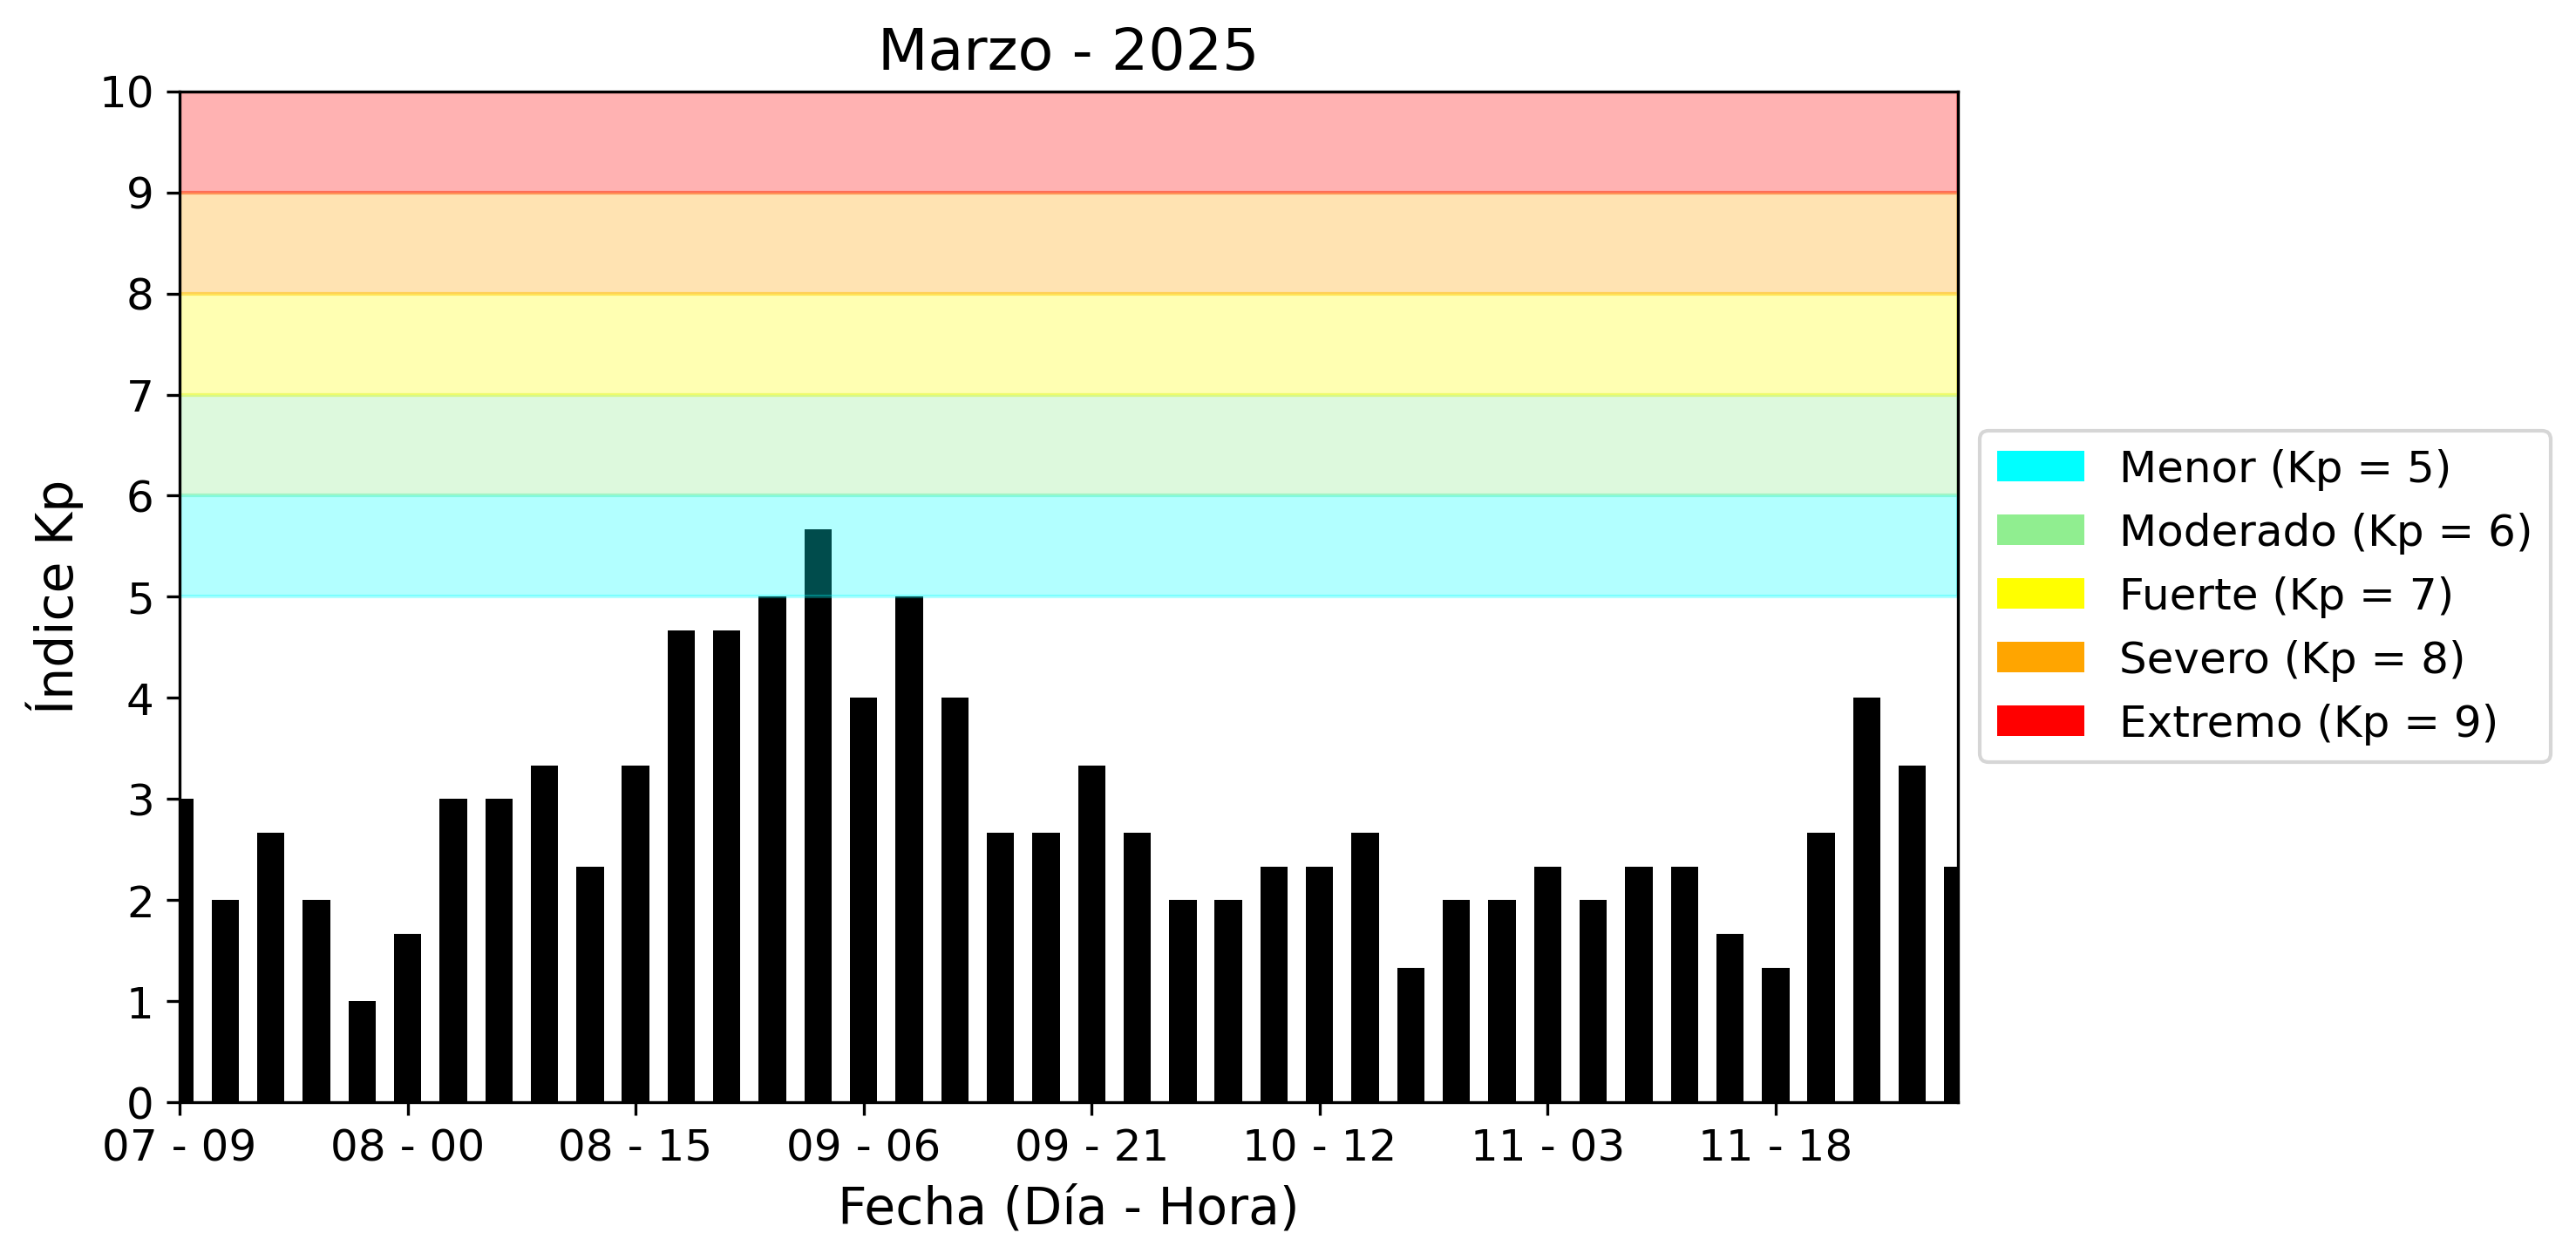 Marzo - 2025
10
9
8
7
6
5
4
3
2
1
0
Índice Kp
07 - 09
08 - 00
08 - 15
09 - 06
09 - 21
10 - 12
11 - 03
11 - 18
Fecha (Día - Hora)
Menor (Kp = 5)
Moderado (Kp = 6)
Fuerte (Kp = 7)
Severo (Kp = 8)
Extremo (Kp = 9)